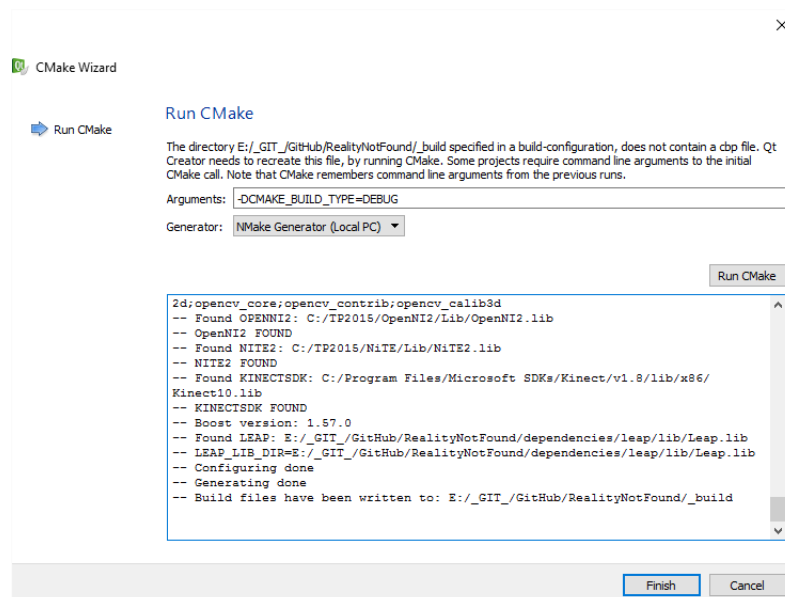 CMake Wizard
Run CMake
Run CMake
The directory E:/_GIT_/GitHub/RealityNotFound/_build specified in a build-configuration, does not contain a cbp file. Qt
Creator needs to recreate this file, by running CMake. Some projects require command line arguments to the initial
CMake call. Note that CMake remembers command line arguments from the previous runs.
Arguments: -DCMAKE_BUILD_TYPE=DEBUG
Generator: NMake Generator (Local PC)
Run CMake
2d;opencv_core;opencv_contrib;opencv_calib3d
-- Found OPENNI2: C:/TP2015/OpenNI2/Lib/OpenNI2.lib
-- OpenNI2 FOUND
-- Found NITE2: C:/TP2015/NiTE/Lib/NiTE2.lib
-- NITE2 FOUND
-- Found KINECTSDK: C:/Program Files/Microsoft SDKs/Kinect/v1.8/lib/x86/
Kinect10.lib
-- KINECTSDK FOUND
-- Boost version: 1.57.0
-- Found LEAP: E:/_GIT_/GitHub/RealityNotFound/dependencies/leap/lib/Leap.lib
-- LEAP_LIB_DIR=E:/_GIT_/GitHub/RealityNotFound/dependencies/leap/lib/Leap.lib
-- Configuring done
-- Generating done
-- Build files have been written to: E:/_GIT_/GitHub/RealityNotFound/_build
Finish
Cancel